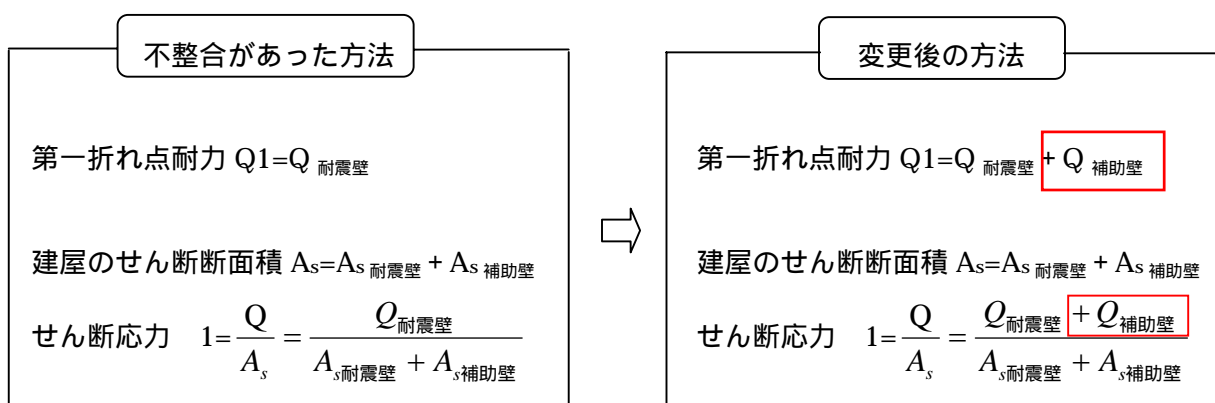 不整合があった方法
第一折れ点耐力 Q1=Q 耐震壁
建屋のせん断断面積 As=As 耐震壁 + As 補助壁
せん断応力 1= Q / As = Q耐震壁 / As耐震壁 + As補助壁
変更後の方法
第一折れ点耐力 Q1=Q 耐震壁 + Q 補助壁
建屋のせん断断面積 As=As 耐震壁 + As 補助壁
せん断応力 1= Q / As = Q耐震壁 + Q補助壁 / As耐震壁 + As補助壁